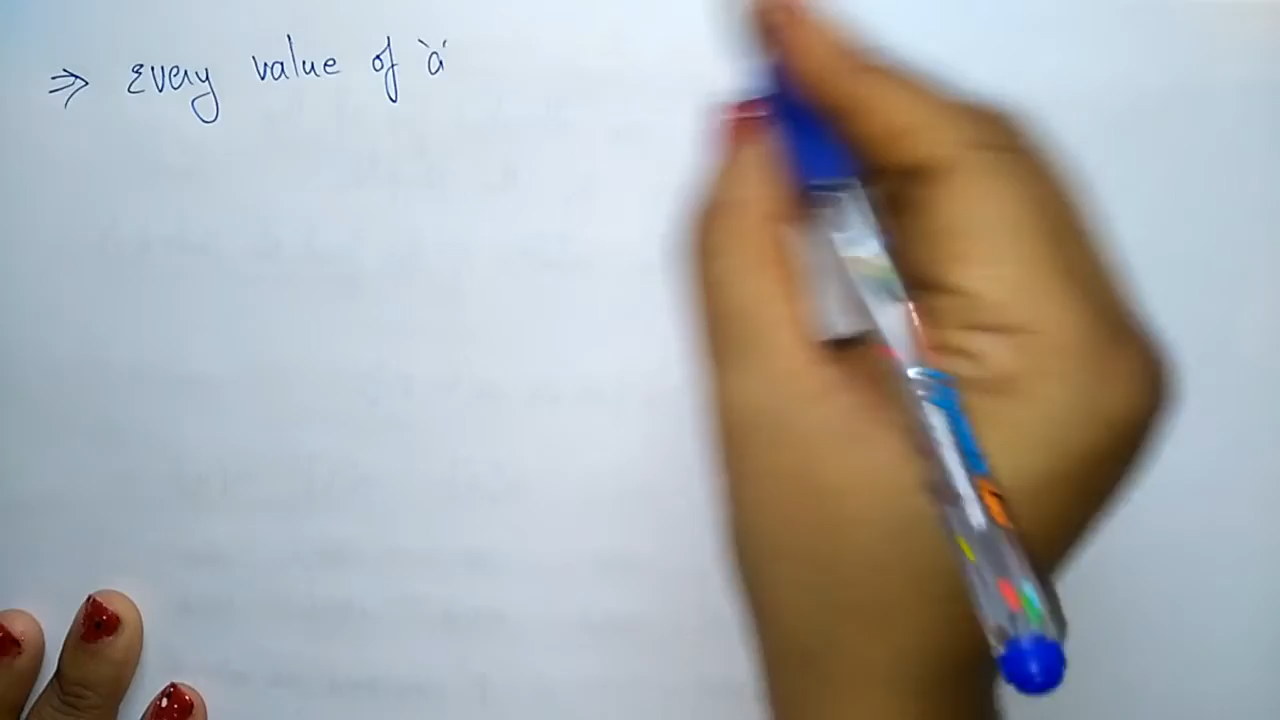 ⇒ Every value of 'a'